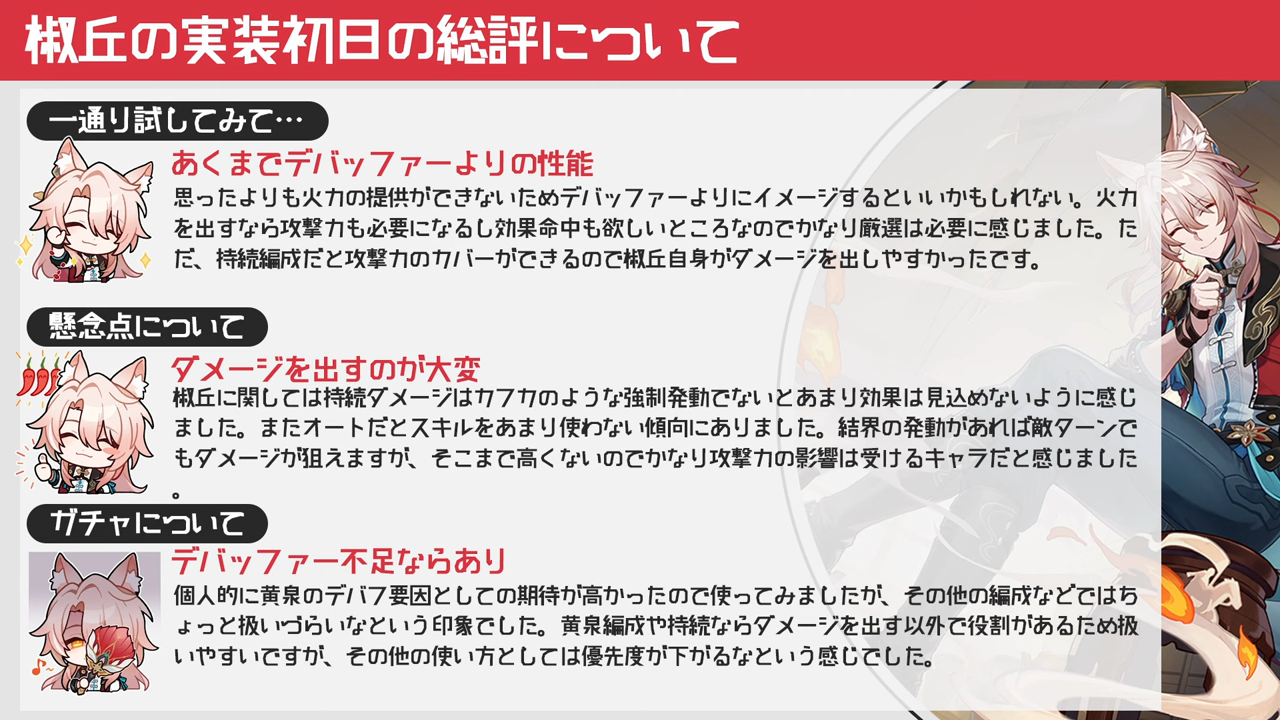 椒丘の実装初日の総評について
一通り試してみて…
あくまでデバッファーよりの性能
思ったよりも火力の提供ができないためデバッファーよりにイメージするといいかもしれない。火力
を出すなら攻撃力も必要になるし効果命中も欲しいところなのでかなり厳選は必要に感じました。た
だ、持続編成だと攻撃力のカバーができるので椒丘自身がダメージを出しやすかったです。
懸念点について
ダメージを出すのが大変
椒丘に関しては持続ダメージはカフカのような強制発動でないとあまり効果は見込めないように感じ
ました。またオートだとスキルをあまり使わない傾向にありました。結界の発動があれば敵ターンで
もダメージが狙えますが、そこまで高くないのでかなり攻撃力の影響は受けるキャラだと感じました
。
ガチャについて
デバッファー不足ならあり
個人的に黄泉のデバフ要因としての期待が高かったので使ってみましたが、その他の編成などではち
ょっと扱いづらいなという印象でした。黄泉編成や持続ならダメージを出す以外で役割があるため扱
いやすいですが、その他の使い方としては優先度が下がるなという感じでした。